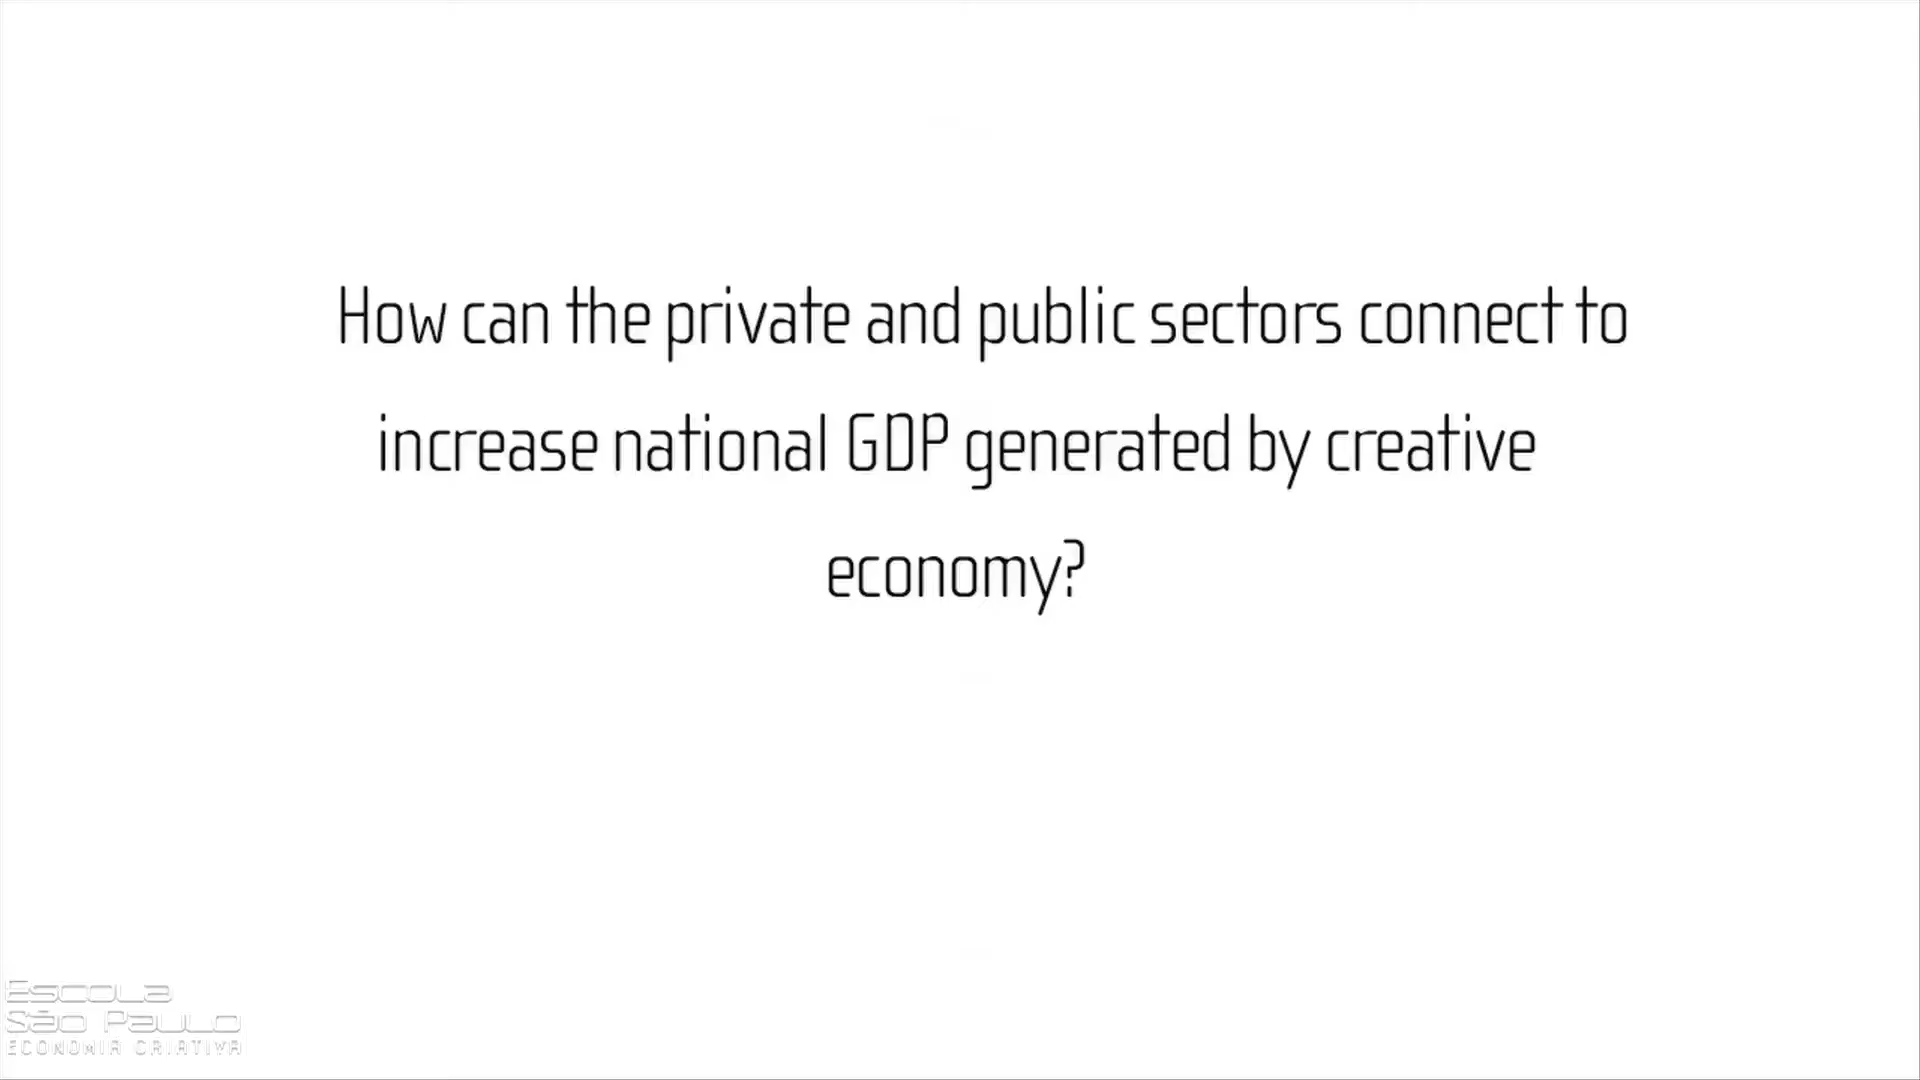 How can the private and public sectors connect to
increase national GDP generated by creative
economy?
Escola
São Paulo
ECONOMIA CRIATIVA